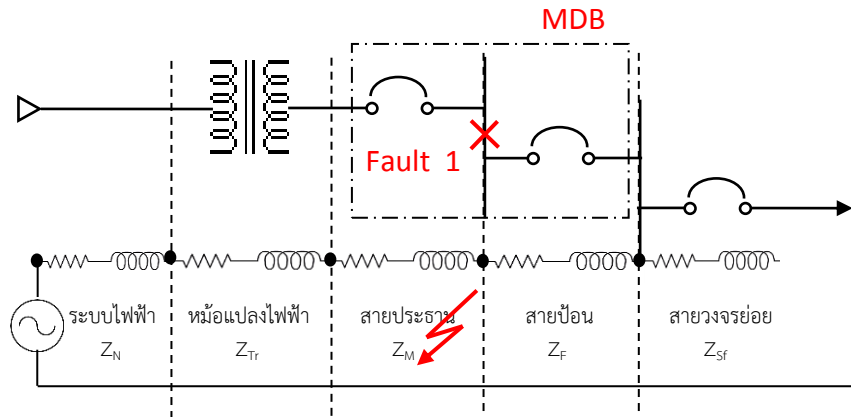 MDB
Fault 1
ระบบไฟฟ้า
หม้อแปลงไฟฟ้า
สายประธาน
สายป้อน
สายวงจรย่อย
Z_N
Z_Tr
Z_M
Z_F
Z_Sf